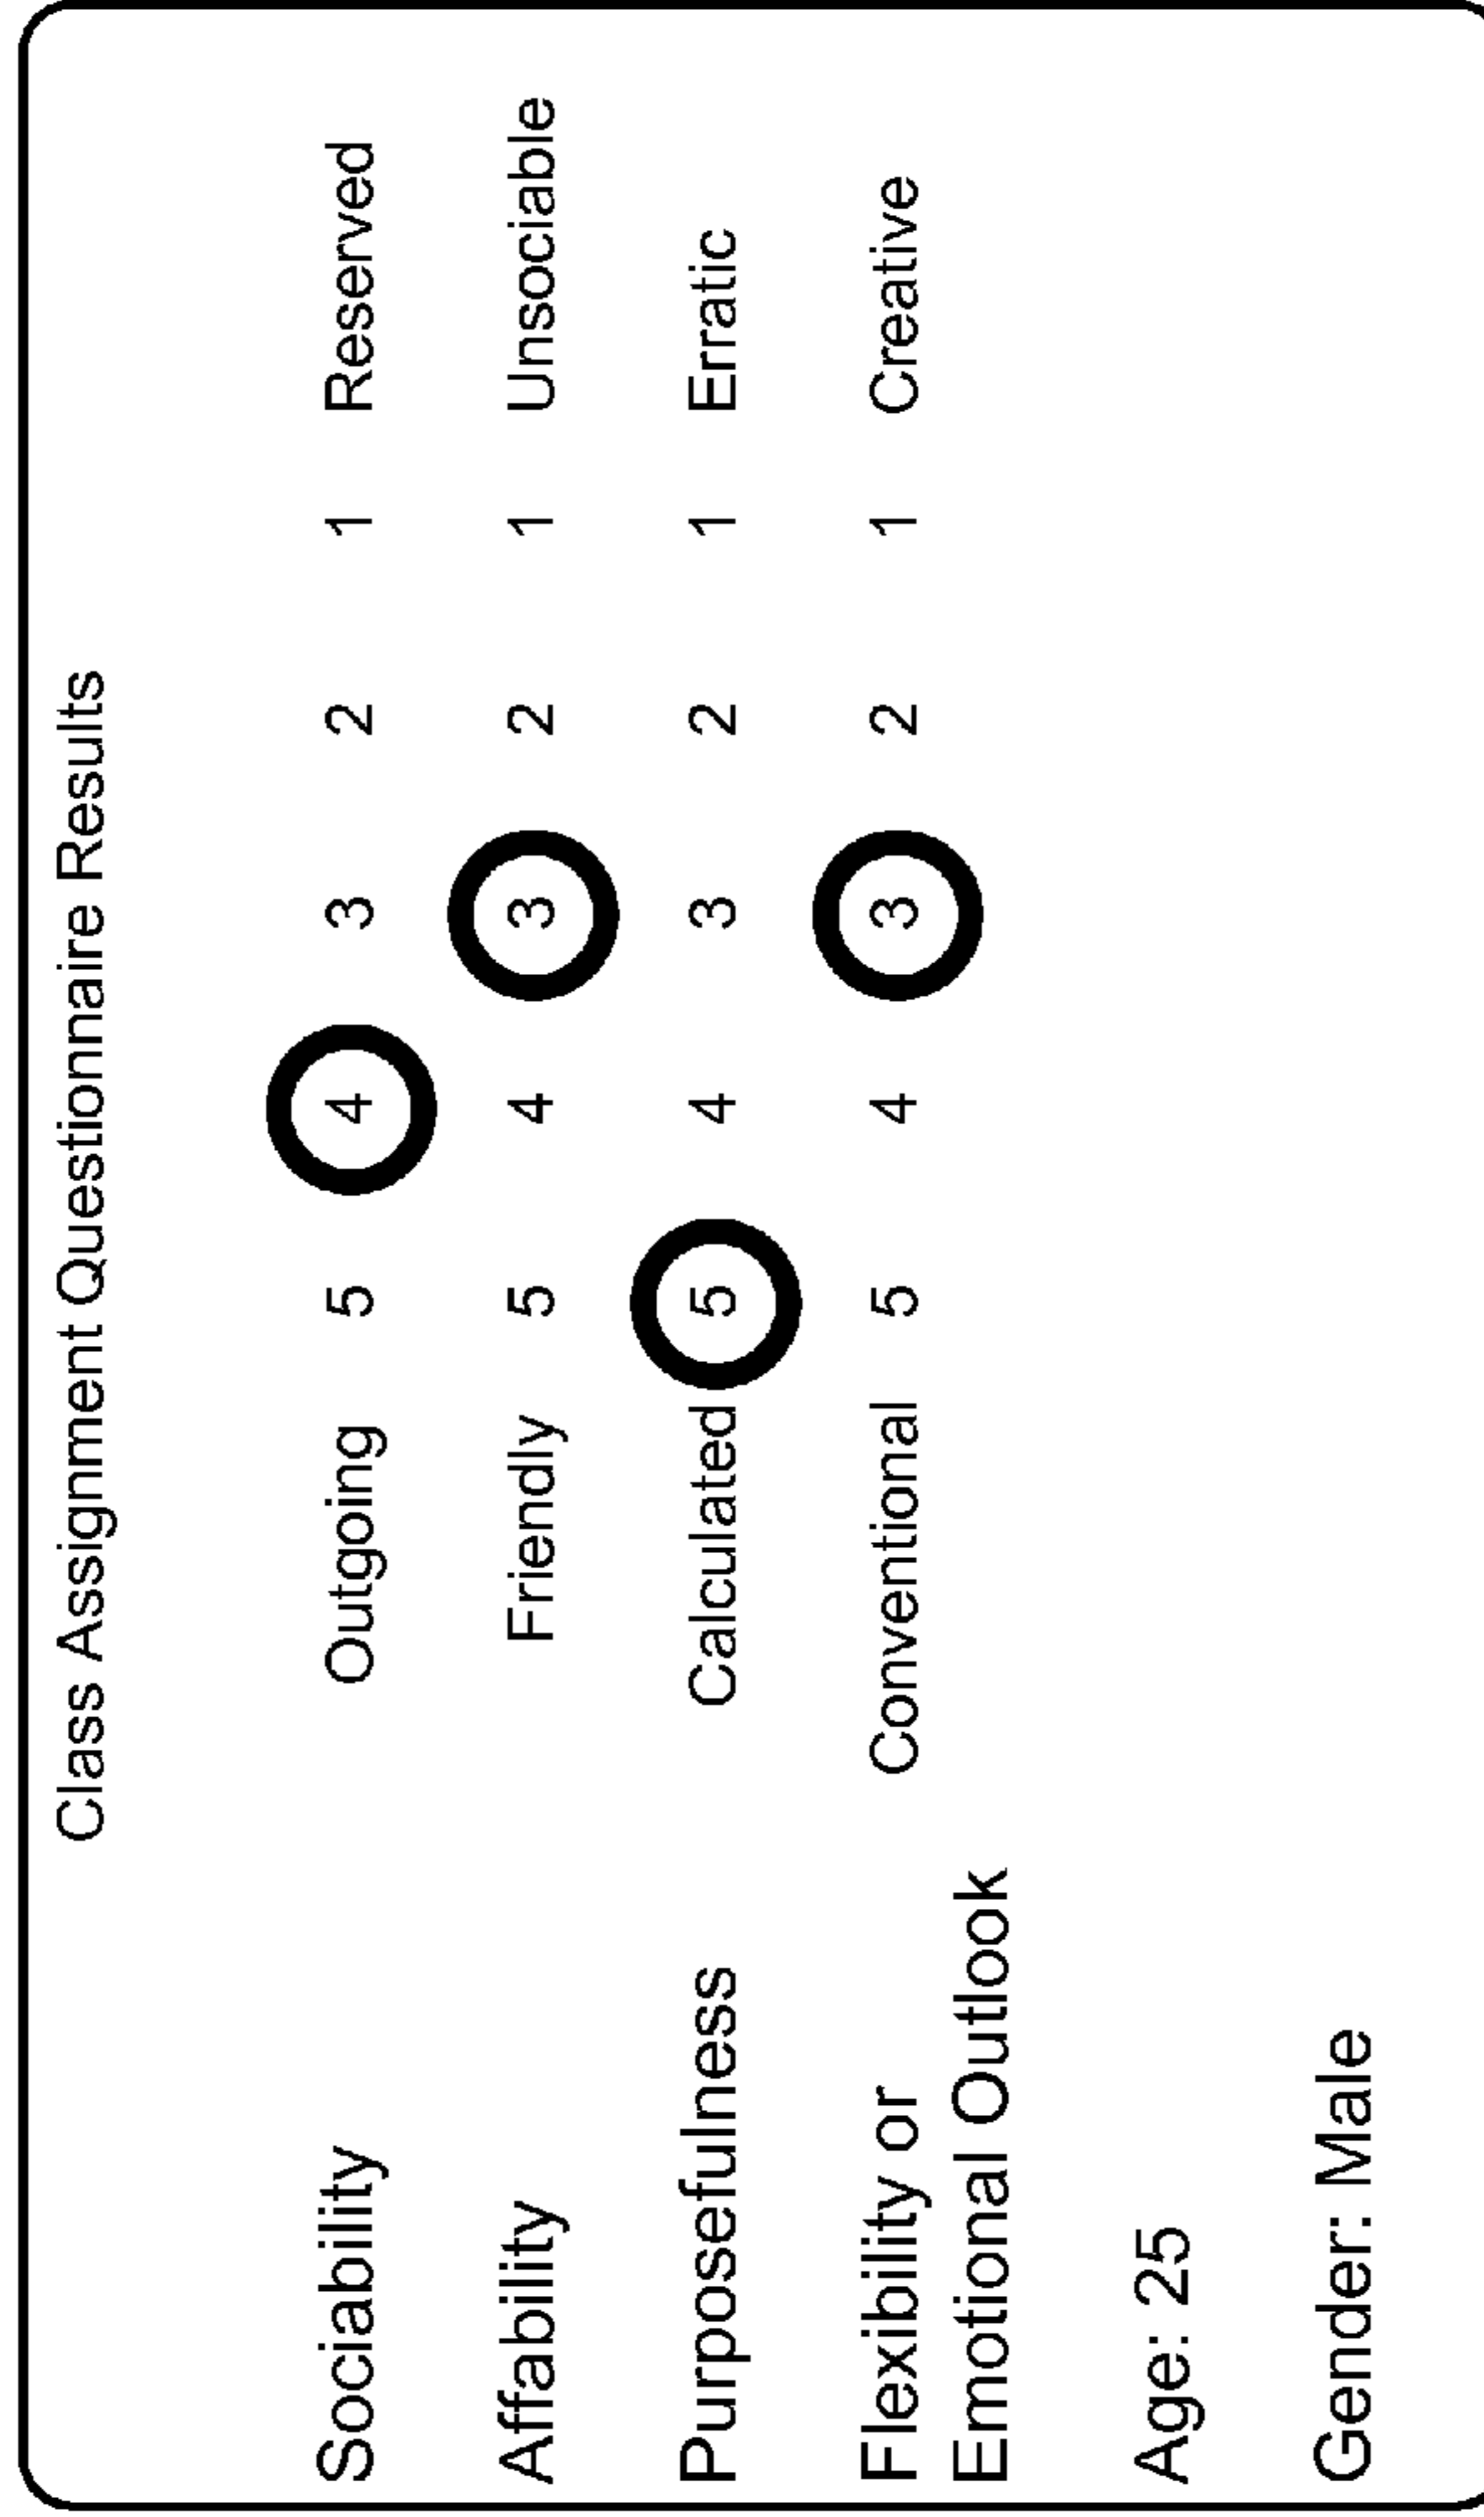 Class Assignment Questionnaire Results
Sociability Outgoing 5 4 3 2 1 Reserved
Affability Friendly 5 4 3 2 1 Unsociable
Purposefulness Calculated 5 4 3 2 1 Erratic
Flexibility or Conventional 5 4 3 2 1 Creative
Emotional Outlook
Age: 25
Gender: Male